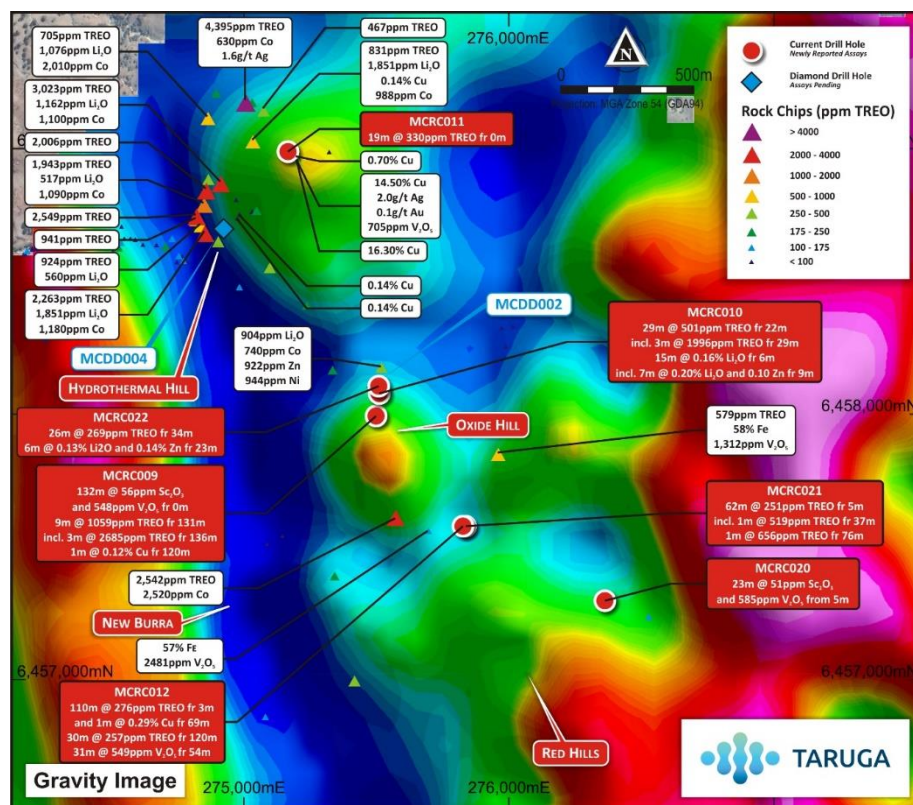 705ppm TREO
1,076ppm Li₂O
2,010ppm Co
4,395ppm TREO
630ppm Co
1.6g/t Ag
467ppm TREO
831ppm TREO
1,851ppm Li₂O
0.14% Cu
988ppm Co
276,000mE
N
0
500m
Projection: MGA Zone 54 (GDA94)
Current Drill Hole
Newly Reported Assays
Diamond Drill Hole
Assays Pending
Rock Chips (ppm TREO)
> 4000
2000 - 4000
1000 - 2000
500 - 1000
250 - 500
175 - 250
100 - 175
< 100
3,023ppm TREO
1,162ppm Li₂O
1,100ppm Co
2,006ppm TREO
1,943ppm TREO
517ppm Li₂O
1,090ppm Co
2,549ppm TREO
941ppm TREO
924ppm TREO
560ppm Li₂O
2,263ppm TREO
1,851ppm Li₂O
1,180ppm Co
MCRC011
19m @ 330ppm TREO fr 0m
0.70% Cu
14.50% Cu
2.0g/t Ag
0.1g/t Au
705ppm V₂O₅
16.30% Cu
0.14% Cu
0.14% Cu
MCDD004
HYDROTHERMAL HILL
MCDD002
904ppm Li₂O
740ppm Co
922ppm Zn
944ppm Ni
MCRC010
29m @ 501ppm TREO fr 22m
incl. 3m @ 1996ppm TREO fr 29m
15m @ 0.16% Li₂O fr 6m
incl. 7m @ 0.20% Li₂O and 0.10 Zn fr 9m
6,458,000mN
MCRC022
26m @ 269ppm TREO fr 34m
6m @ 0.13% Li2O and 0.14% Zn fr 23m
OXIDE HILL
579ppm TREO
58% Fe
1,312ppm V₂O₅
MCRC009
132m @ 56ppm Sc₂O₃
and 548ppm V₂O₅ fr 0m
9m @ 1059ppm TREO fr 131m
incl. 3m @ 2685ppm TREO fr 136m
1m @ 0.12% Cu fr 120m
MCRC021
62m @ 251ppm TREO fr 5m
incl. 1m @ 519ppm TREO fr 37m
1m @ 656ppm TREO fr 76m
MCRC020
23m @ 51ppm Sc₂O₃
and 585ppm V₂O₅ from 5m
2,542ppm TREO
2,520ppm Co
NEW BURRA
57% Fe
2481ppm V₂O₅
6,457,000mN
6,457,000mN
MCRC012
110m @ 276ppm TREO fr 3m
and 1m @ 0.29% Cu fr 69m
30m @ 257ppm TREO fr 120m
31m @ 549ppm V₂O₅ fr 54m
RED HILLS
Gravity Image
275,000mE
276,000mE
TARUGA